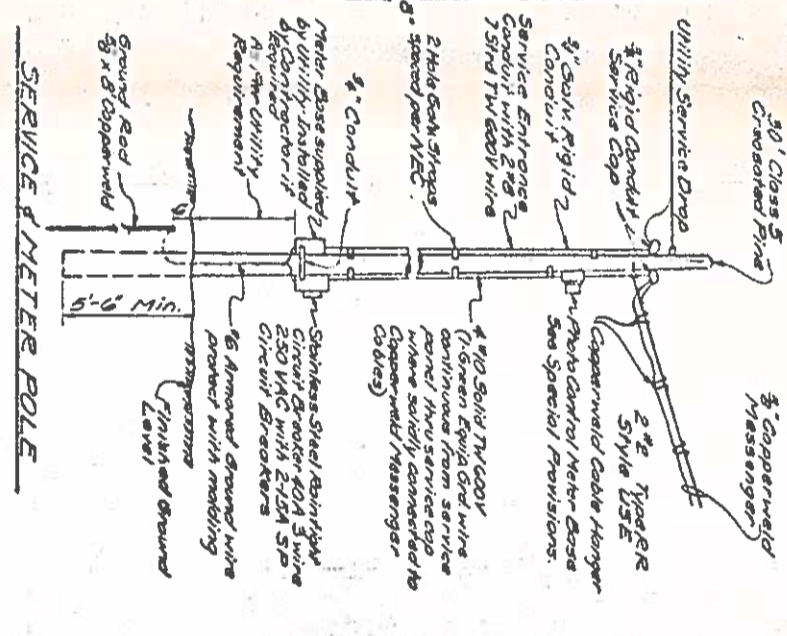 30' Class 5
Creosoted Pine
Utility Service Drop
¾" Rigid Conduit
Service Cap
¾" Galv. Rigid
Conduit
Service Entrance
Conduit with 2 #8
7 Str'd TW 600V wire
2 Hole Galv. Straps
spaced per NEC
¾" Conduit
Meter Base supplied
by Utility. Installed
by Contractor if
Required
As Per Utility
Requirement
Ground Rod
⅝ x 8' Copperweld
⅜" Copperweld
Messenger
2 #2 Type RR
Style USE
Copperweld Cable Hanger
Photo Control Meter Base
See Special Provisions.
4 #10 Solid TW 600V
(1-Green Equip. Grd. wire
continuous from service
panel thru service cap
where solidly connected to
Copperweld Messenger
Cables)
Stainless Steel Raintight
Circuit Breaker 40A 3 wire
250 VAC with 2-15A SP
Circuit Breakers
#6 Armored Ground wire
protect with molding
Finished Ground
Level
5'-6" Min.
SERVICE & METER POLE